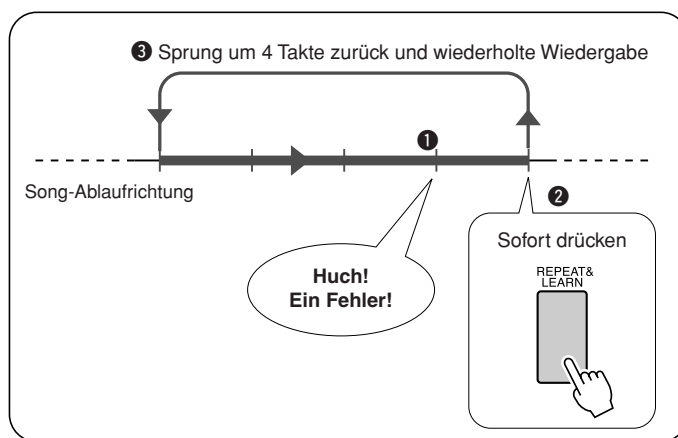 ❸ Sprung um 4 Takte zurück und wiederholte Wiedergabe
❶
Song-Ablaufrichtung
❷
Huch!
Ein Fehler!
Sofort drücken
REPEAT&
LEARN